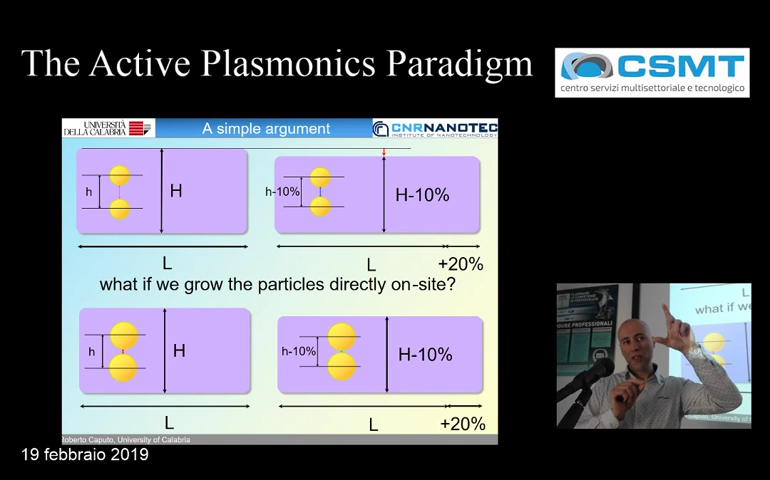 The Active Plasmonics Paradigm
CSMT
centro servizi multisettoriale e tecnologico
UNIVERSITÀ
DELLA CALABRIA
A simple argument
CNRNANOTEC
INSTITUTE OF NANOTECHNOLOGY
h
H
h-10%
H-10%
L
L
+20%
what if we grow the particles directly on-site?
h
H
h-10%
H-10%
L
L
+20%
Roberto Caputo, University of Calabria
19 febbraio 2019
L
what if we
PROFESSIONALI